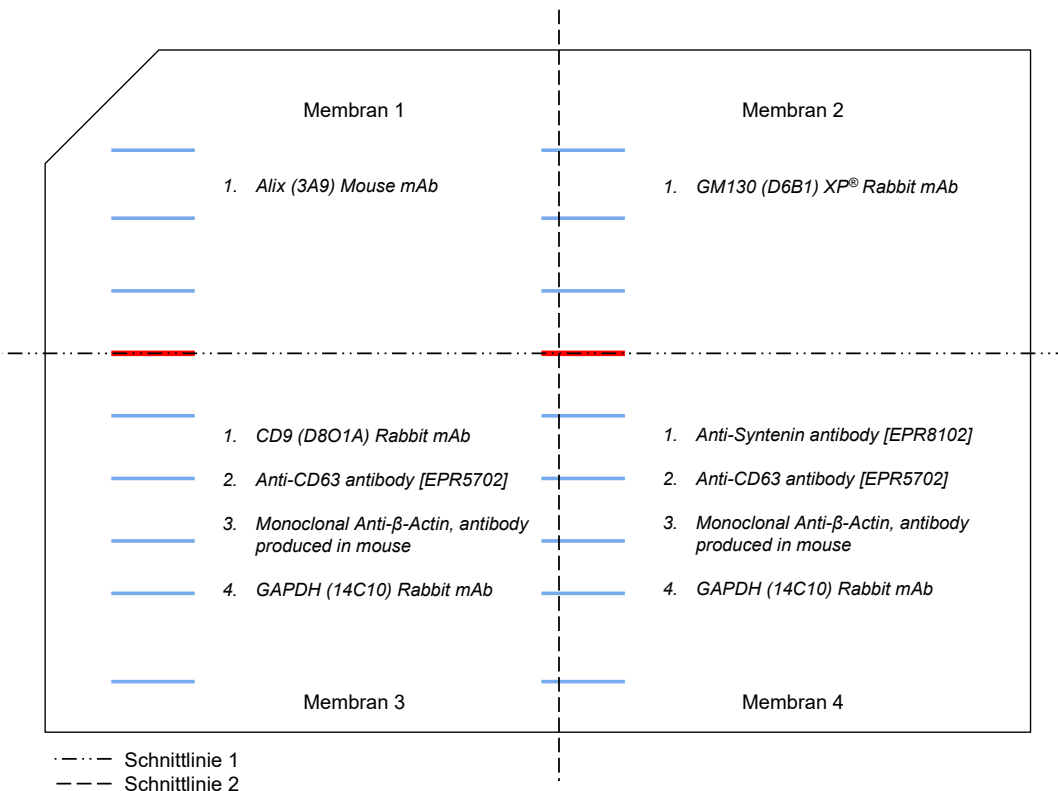 Membran 1
1. Alix (3A9) Mouse mAb
Membran 2
1. GM130 (D6B1) XP® Rabbit mAb
1. CD9 (D8O1A) Rabbit mAb
2. Anti-CD63 antibody [EPR5702]
3. Monoclonal Anti-β-Actin, antibody
produced in mouse
4. GAPDH (14C10) Rabbit mAb
Membran 3
1. Anti-Syntenin antibody [EPR8102]
2. Anti-CD63 antibody [EPR5702]
3. Monoclonal Anti-β-Actin, antibody
produced in mouse
4. GAPDH (14C10) Rabbit mAb
Membran 4
Schnittlinie 1
Schnittlinie 2